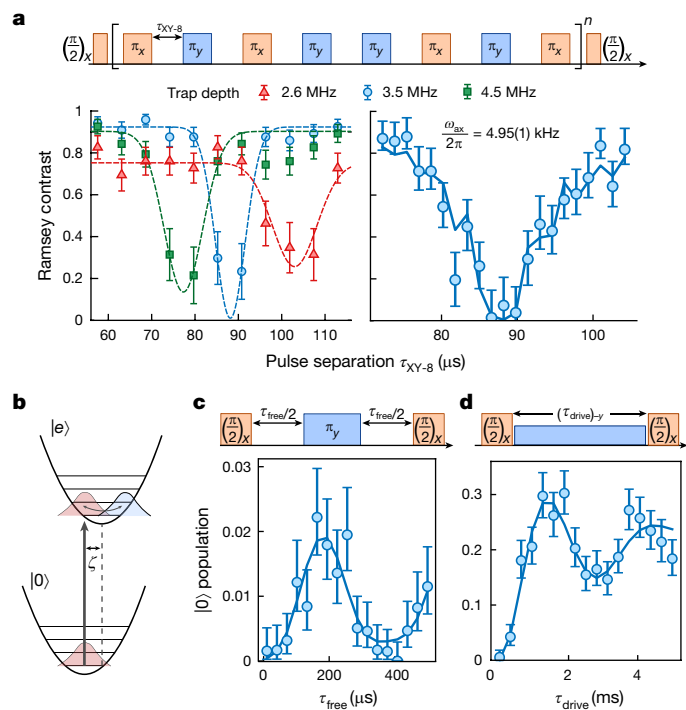 a
(π/2)x [ πx τXY-8 πy πx πy πy πx πy πx ]n (π/2)x
Trap depth 2.6 MHz 3.5 MHz 4.5 MHz
Ramsey contrast
1.0
0.8
0.6
0.4
0.2
0
60 70 80 90 100 110
ωax/2π = 4.95(1) kHz
80 90 100
Pulse separation τXY-8 (μs)
b
|e⟩
ζ
|0⟩
c
(π/2)x τfree/2 πy τfree/2 (π/2)x
|0⟩ population
0.03
0.02
0.01
0
0 200 400
τfree (μs)
d
(π/2)x (τdrive)–y (π/2)x
0.3
0.2
0.1
0
0 2 4
τdrive (ms)